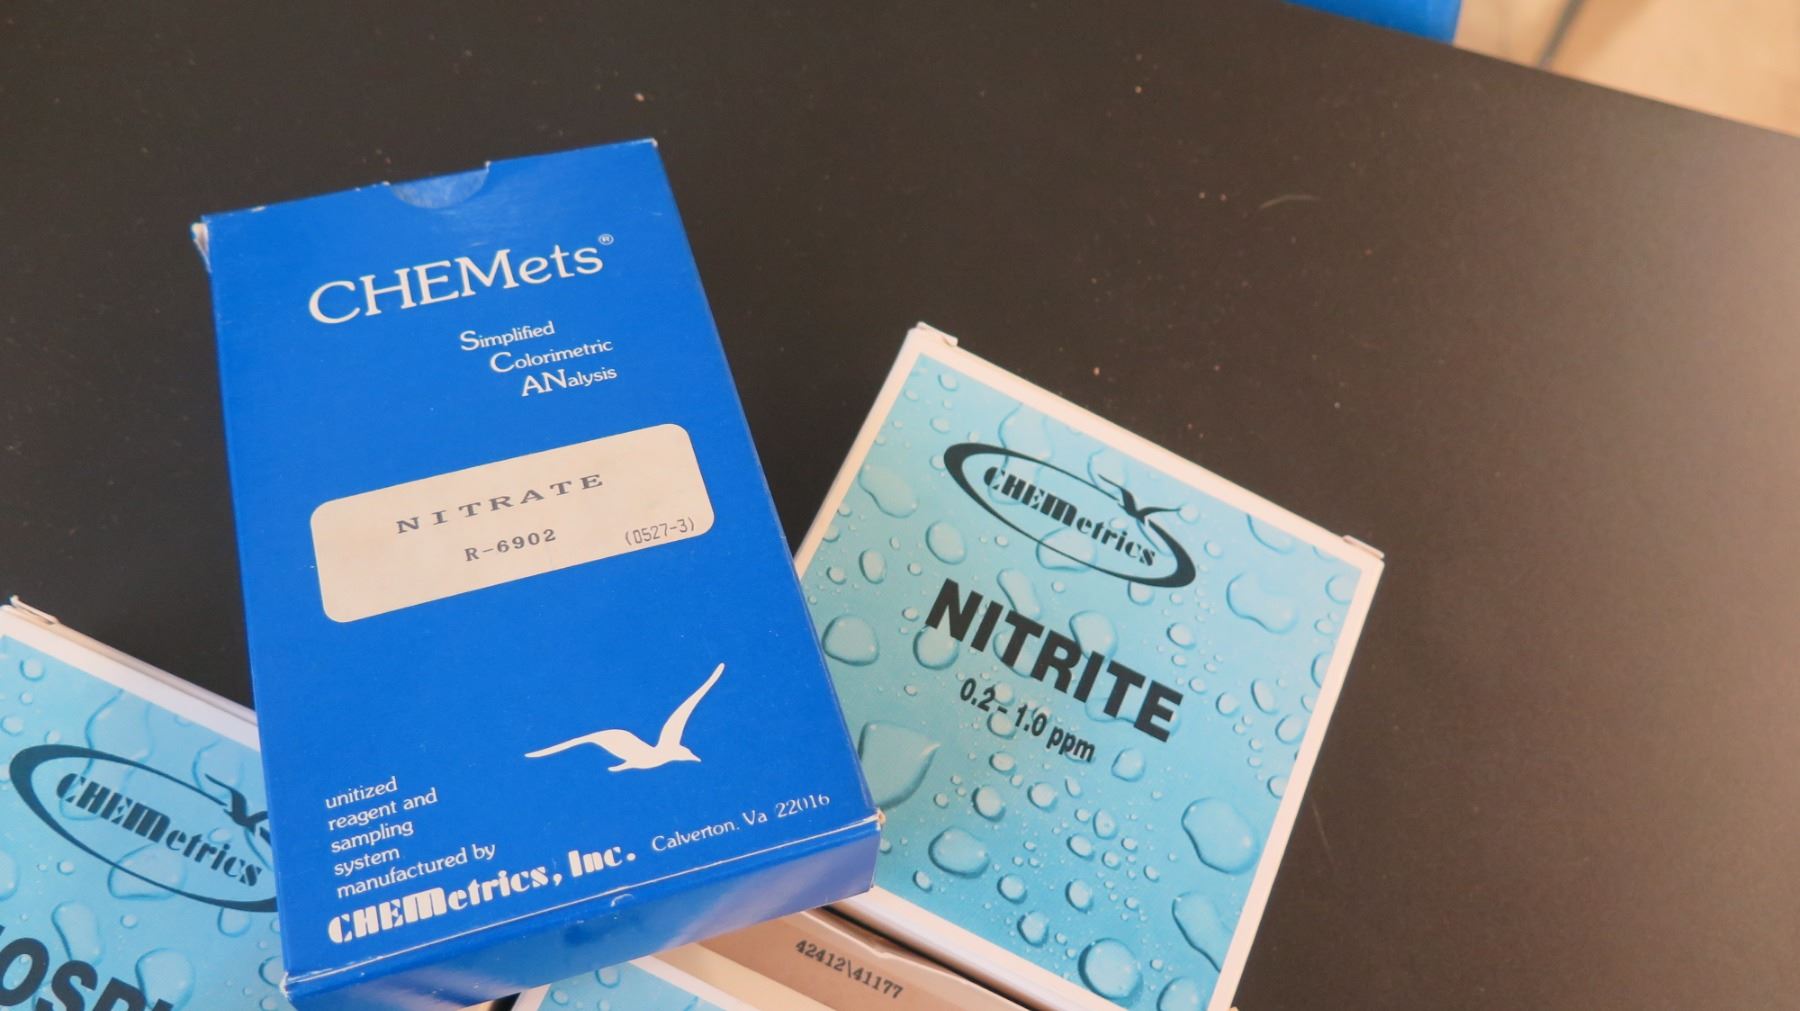 CHEMets®
Simplified
Colorimetric
ANalysis
NITRATE
R-6902 (0527-3)
unitized
reagent and
sampling
system
manufactured by
CHEMetrics, Inc. Calverton. Va 22016
CHEMetrics
NITRITE
0.2 - 1.0 ppm
42412\41177
CHEMetrics